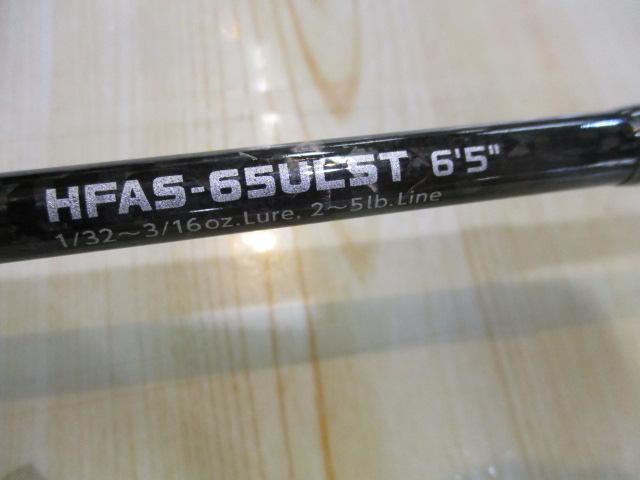 HFAS-65ULST 6'5"
1/32~3/16oz.Lure, 2~5lb.Line